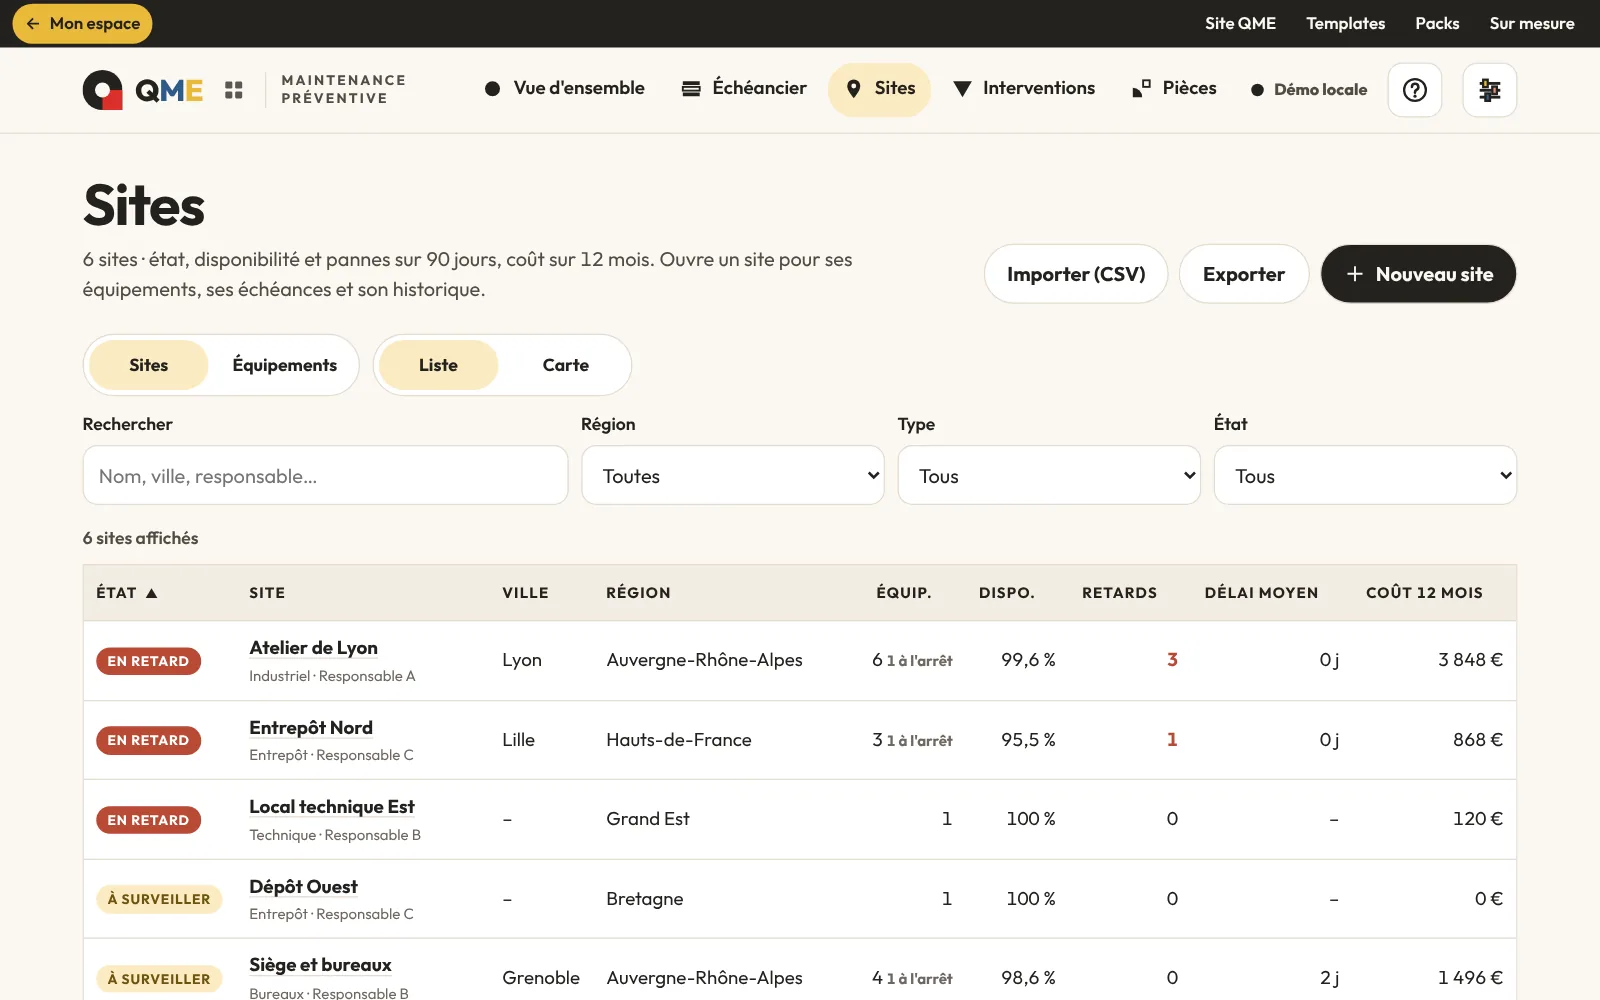 ← Mon espace
Site QME
Templates
Packs
Sur mesure
QME
MAINTENANCE
PRÉVENTIVE
Vue d'ensemble
Échéancier
Sites
Interventions
Pièces
Démo locale
Sites
6 sites · état, disponibilité et pannes sur 90 jours, coût sur 12 mois. Ouvre un site pour ses
équipements, ses échéances et son historique.
Importer (CSV)
Exporter
+ Nouveau site
Sites
Équipements
Liste
Carte
Rechercher
Région
Type
État
Nom, ville, responsable...
Toutes
Tous
Tous
6 sites affichés
ÉTAT ▲ SITE VILLE RÉGION ÉQUIP. DISPO. RETARDS DÉLAI MOYEN COÛT 12 MOIS
EN RETARD Atelier de Lyon Lyon Auvergne-Rhône-Alpes 6 1 à l'arrêt 99,6 % 3 0 j 3 848 €
Industriel · Responsable A
EN RETARD Entrepôt Nord Lille Hauts-de-France 3 1 à l'arrêt 95,5 % 1 0 j 868 €
Entrepôt · Responsable C
EN RETARD Local technique Est – Grand Est 1 100 % 0 – 120 €
Technique · Responsable B
À SURVEILLER Dépôt Ouest – Bretagne 1 100 % 0 – 0 €
Entrepôt · Responsable C
À SURVEILLER Siège et bureaux Grenoble Auvergne-Rhône-Alpes 4 1 à l'arrêt 98,6 % 0 2 j 1 496 €
Bureaux · Responsable B